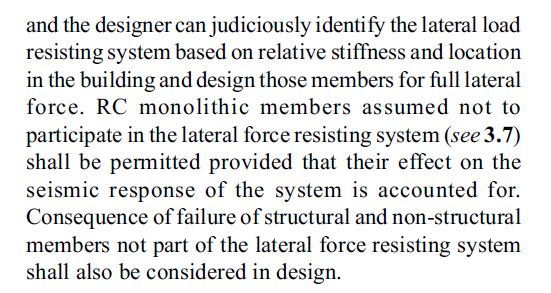 and the designer can judiciously identify the lateral load
resisting system based on relative stiffness and location
in the building and design those members for full lateral
force. RC monolithic members assumed not to
participate in the lateral force resisting system (see 3.7)
shall be permitted provided that their effect on the
seismic response of the system is accounted for.
Consequence of failure of structural and non-structural
members not part of the lateral force resisting system
shall also be considered in design.